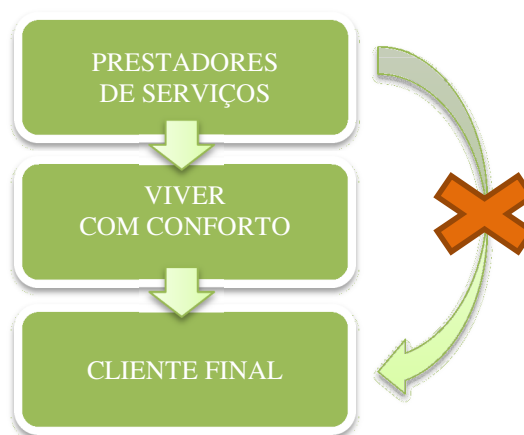 PRESTADORES
DE SERVIÇOS
VIVER
COM CONFORTO
CLIENTE FINAL